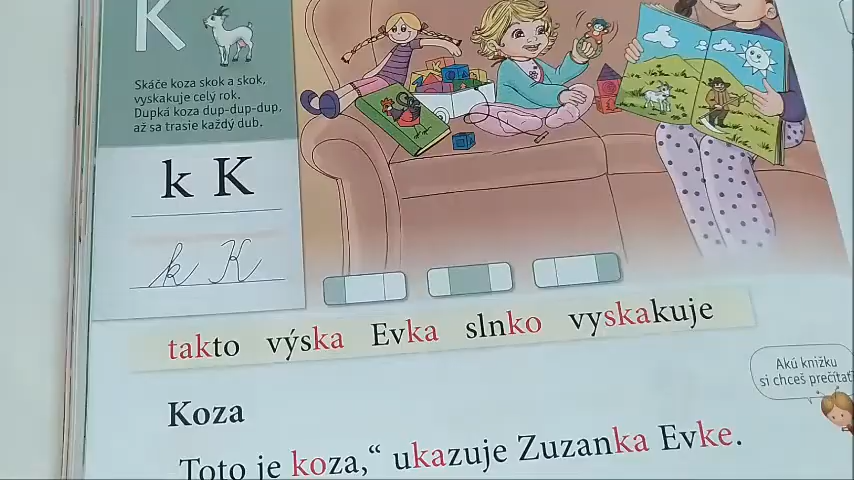 K
Skáče koza skok a skok,
vyskakuje celý rok.
Dupká koza dup-dup-dup,
až sa trasie každý dub.
k K
k K
takto výska Evka slnko vyskakuje
Akú knižku
si chceš prečítať
Koza
Toto je koza,“ ukazuje Zuzanka Evke.